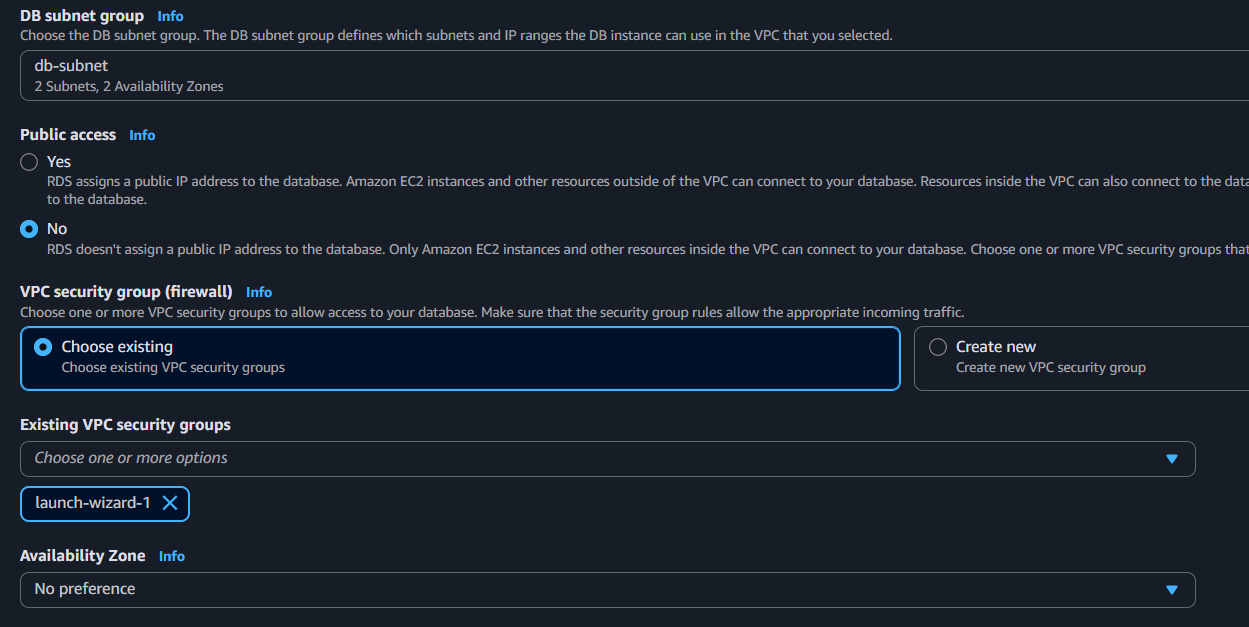 DB subnet group Info
Choose the DB subnet group. The DB subnet group defines which subnets and IP ranges the DB instance can use in the VPC that you selected.
db-subnet
2 Subnets, 2 Availability Zones
Public access Info
Yes
RDS assigns a public IP address to the database. Amazon EC2 instances and other resources outside of the VPC can connect to your database. Resources inside the VPC can also connect to the data
to the database.
No
RDS doesn't assign a public IP address to the database. Only Amazon EC2 instances and other resources inside the VPC can connect to your database. Choose one or more VPC security groups that
VPC security group (firewall) Info
Choose one or more VPC security groups to allow access to your database. Make sure that the security group rules allow the appropriate incoming traffic.
Choose existing
Choose existing VPC security groups
Create new
Create new VPC security group
Existing VPC security groups
Choose one or more options
launch-wizard-1
Availability Zone Info
No preference